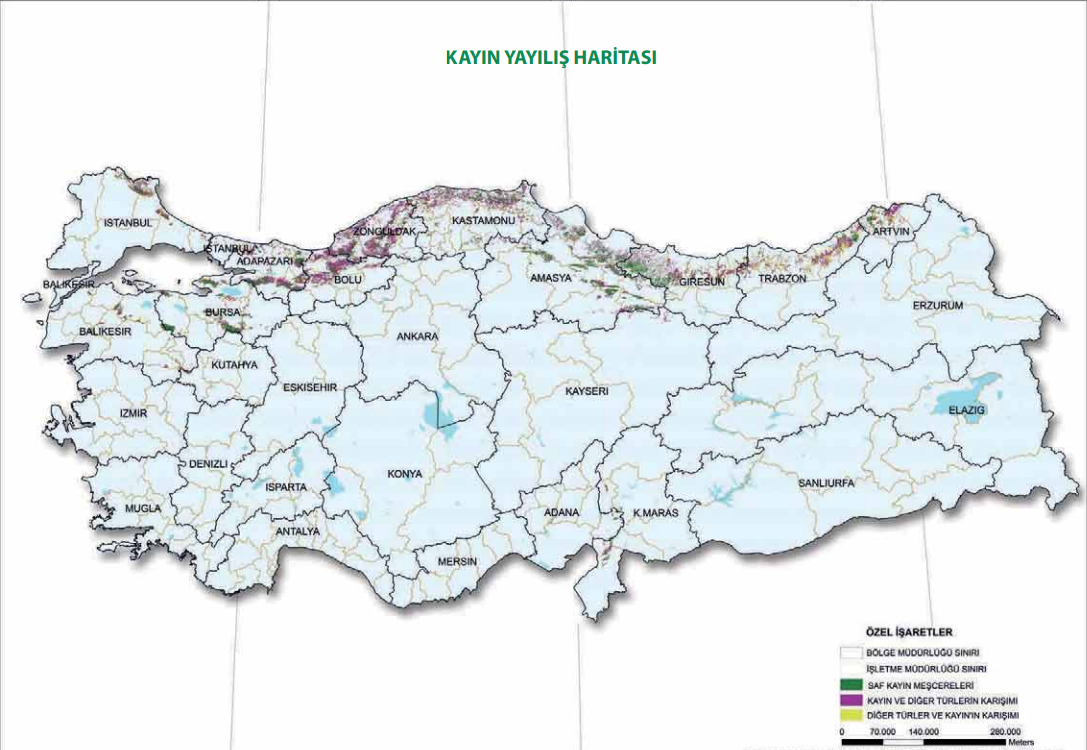 KAYIN YAYILIŞ HARİTASI
ISTANBUL
KASTAMONU
ZONGULDAK
ARTVIN
ISTANBUL
ADAPAZARI
BOLU
AMASYA
GIRESUN
TRABZON
BALIKESIR
BURSA
ERZURUM
BALIKESIR
ANKARA
KUTAHYA
ESKISEHIR
KAYSERI
IZMIR
ELAZIG
DENIZLI
KONYA
ISPARTA
SANLIURFA
MUGLA
ADANA
K.MARAS
ANTALYA
MERSIN
ÖZEL İŞARETLER
BÖLGE MÜDÜRLÜĞÜ SINIRI
İŞLETME MÜDÜRLÜĞÜ SINIRI
SAF KAYIN MEŞCERELERİ
KAYIN VE DİĞER TÜRLERİN KARIŞIMI
DİĞER TÜRLER VE KAYIN'IN KARIŞIMI
0 70.000 140.000 280.000
Meters